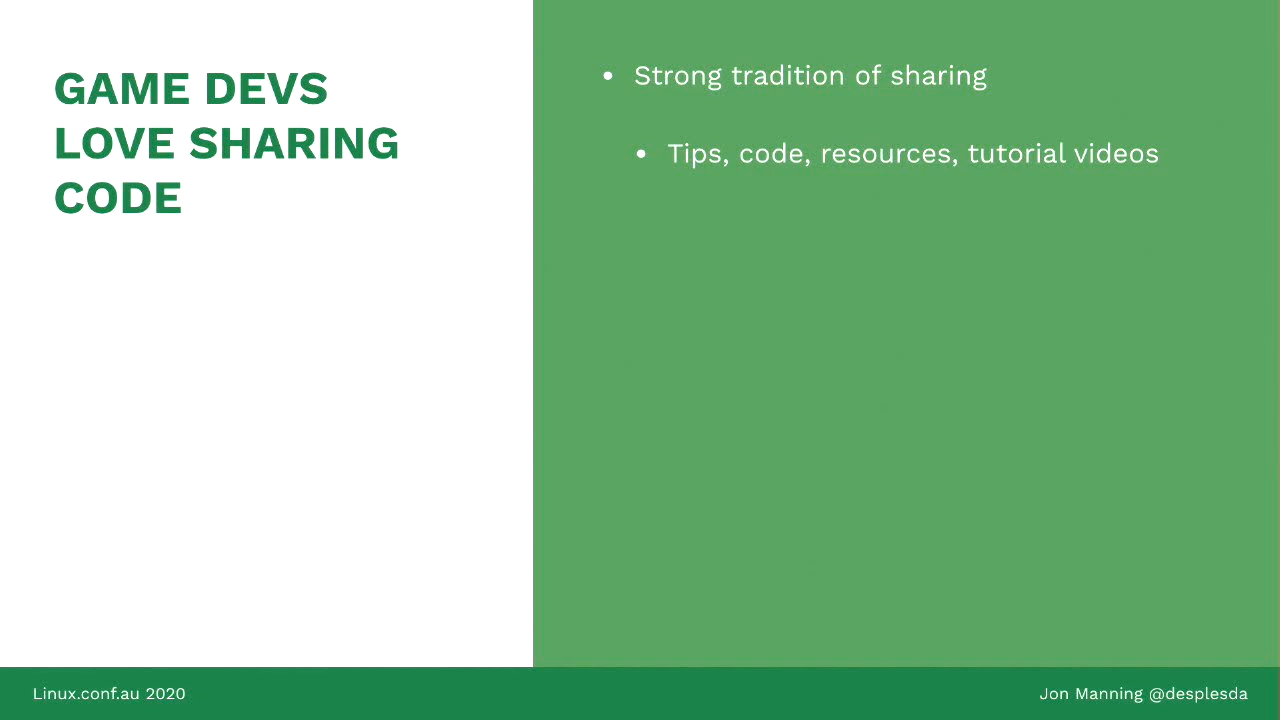 GAME DEVS
LOVE SHARING
CODE
• Strong tradition of sharing
• Tips, code, resources, tutorial videos
Linux.conf.au 2020
Jon Manning @desplesda